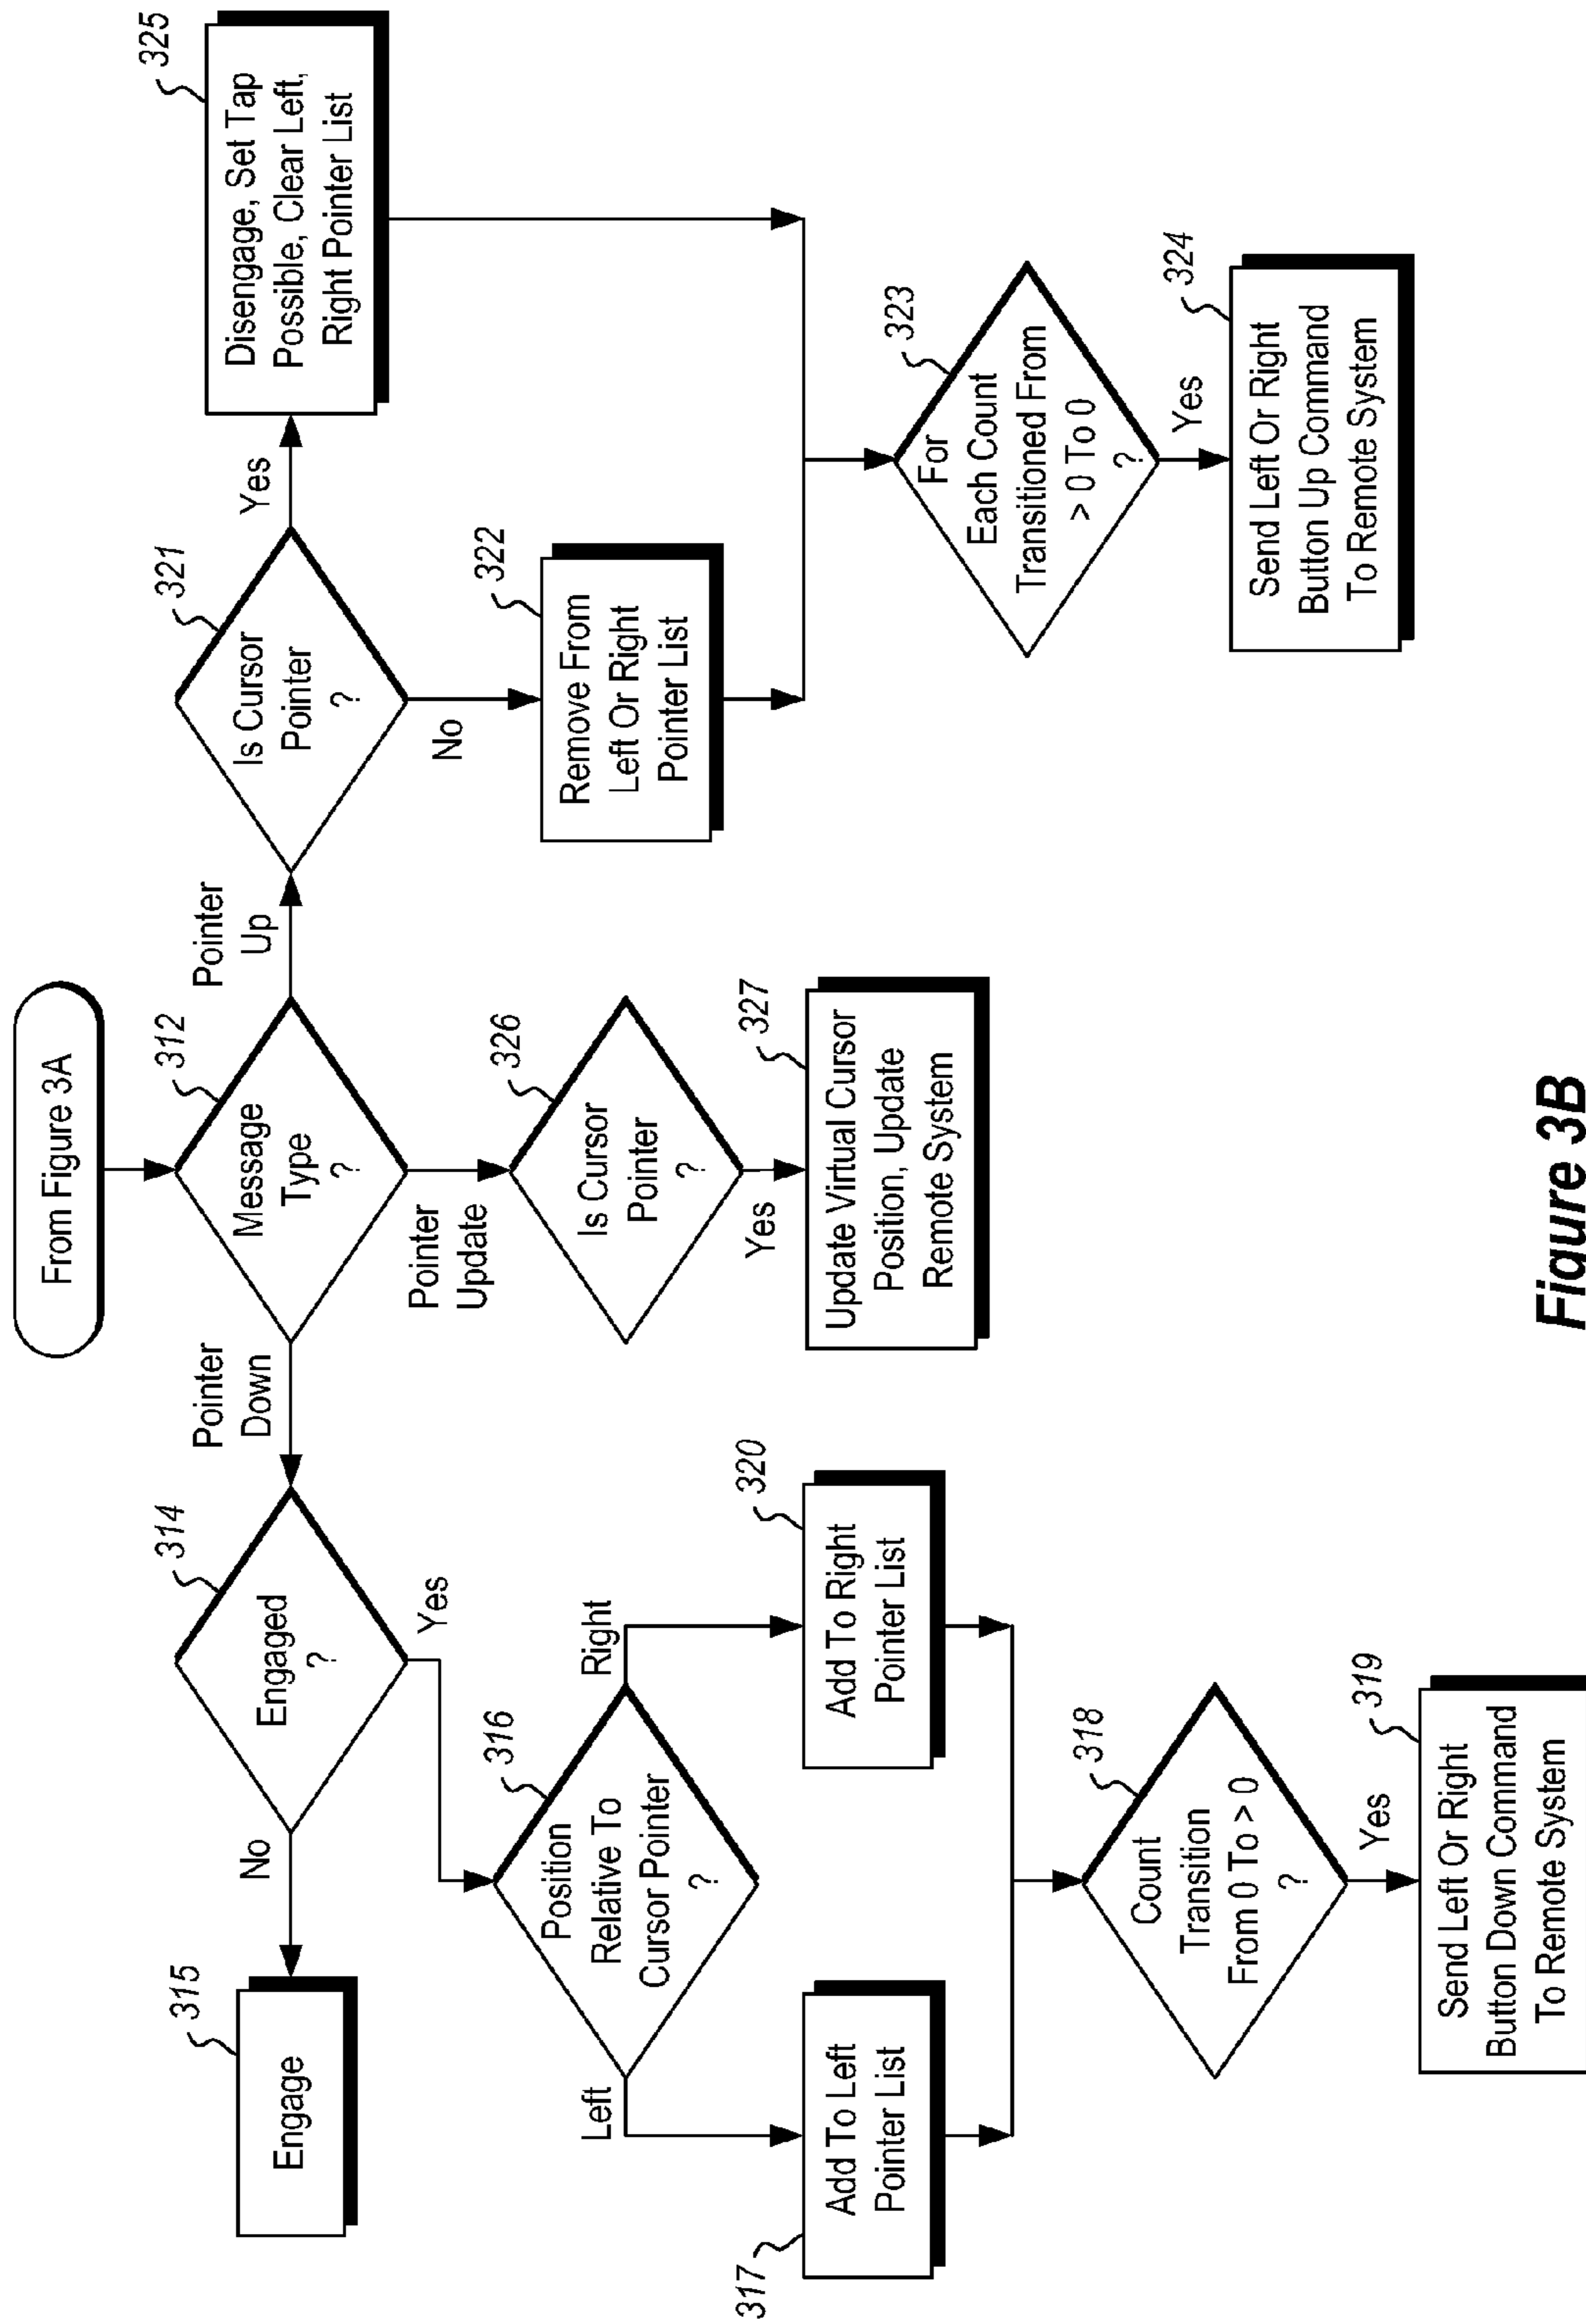 From Figure 3A
312
Message
Type
?
Pointer
Down
Pointer
Update
Pointer
Up
314
Engaged
?
No
Yes
315
Engage
316
Position
Relative To
Cursor Pointer
?
Left
Right
317
Add To Left
Pointer List
320
Add To Right
Pointer List
318
Count
Transition
From 0 To > 0
?
Yes
319
Send Left Or Right
Button Down Command
To Remote System
326
Is Cursor
Pointer
?
Yes
327
Update Virtual Cursor
Position, Update
Remote System
321
Is Cursor
Pointer
?
Yes
No
325
Disengage, Set Tap
Possible, Clear Left,
Right Pointer List
322
Remove From
Left Or Right
Pointer List
323
For
Each Count
Transitioned From
> 0 To 0
?
Yes
324
Send Left Or Right
Button Up Command
To Remote System
Figure 3B